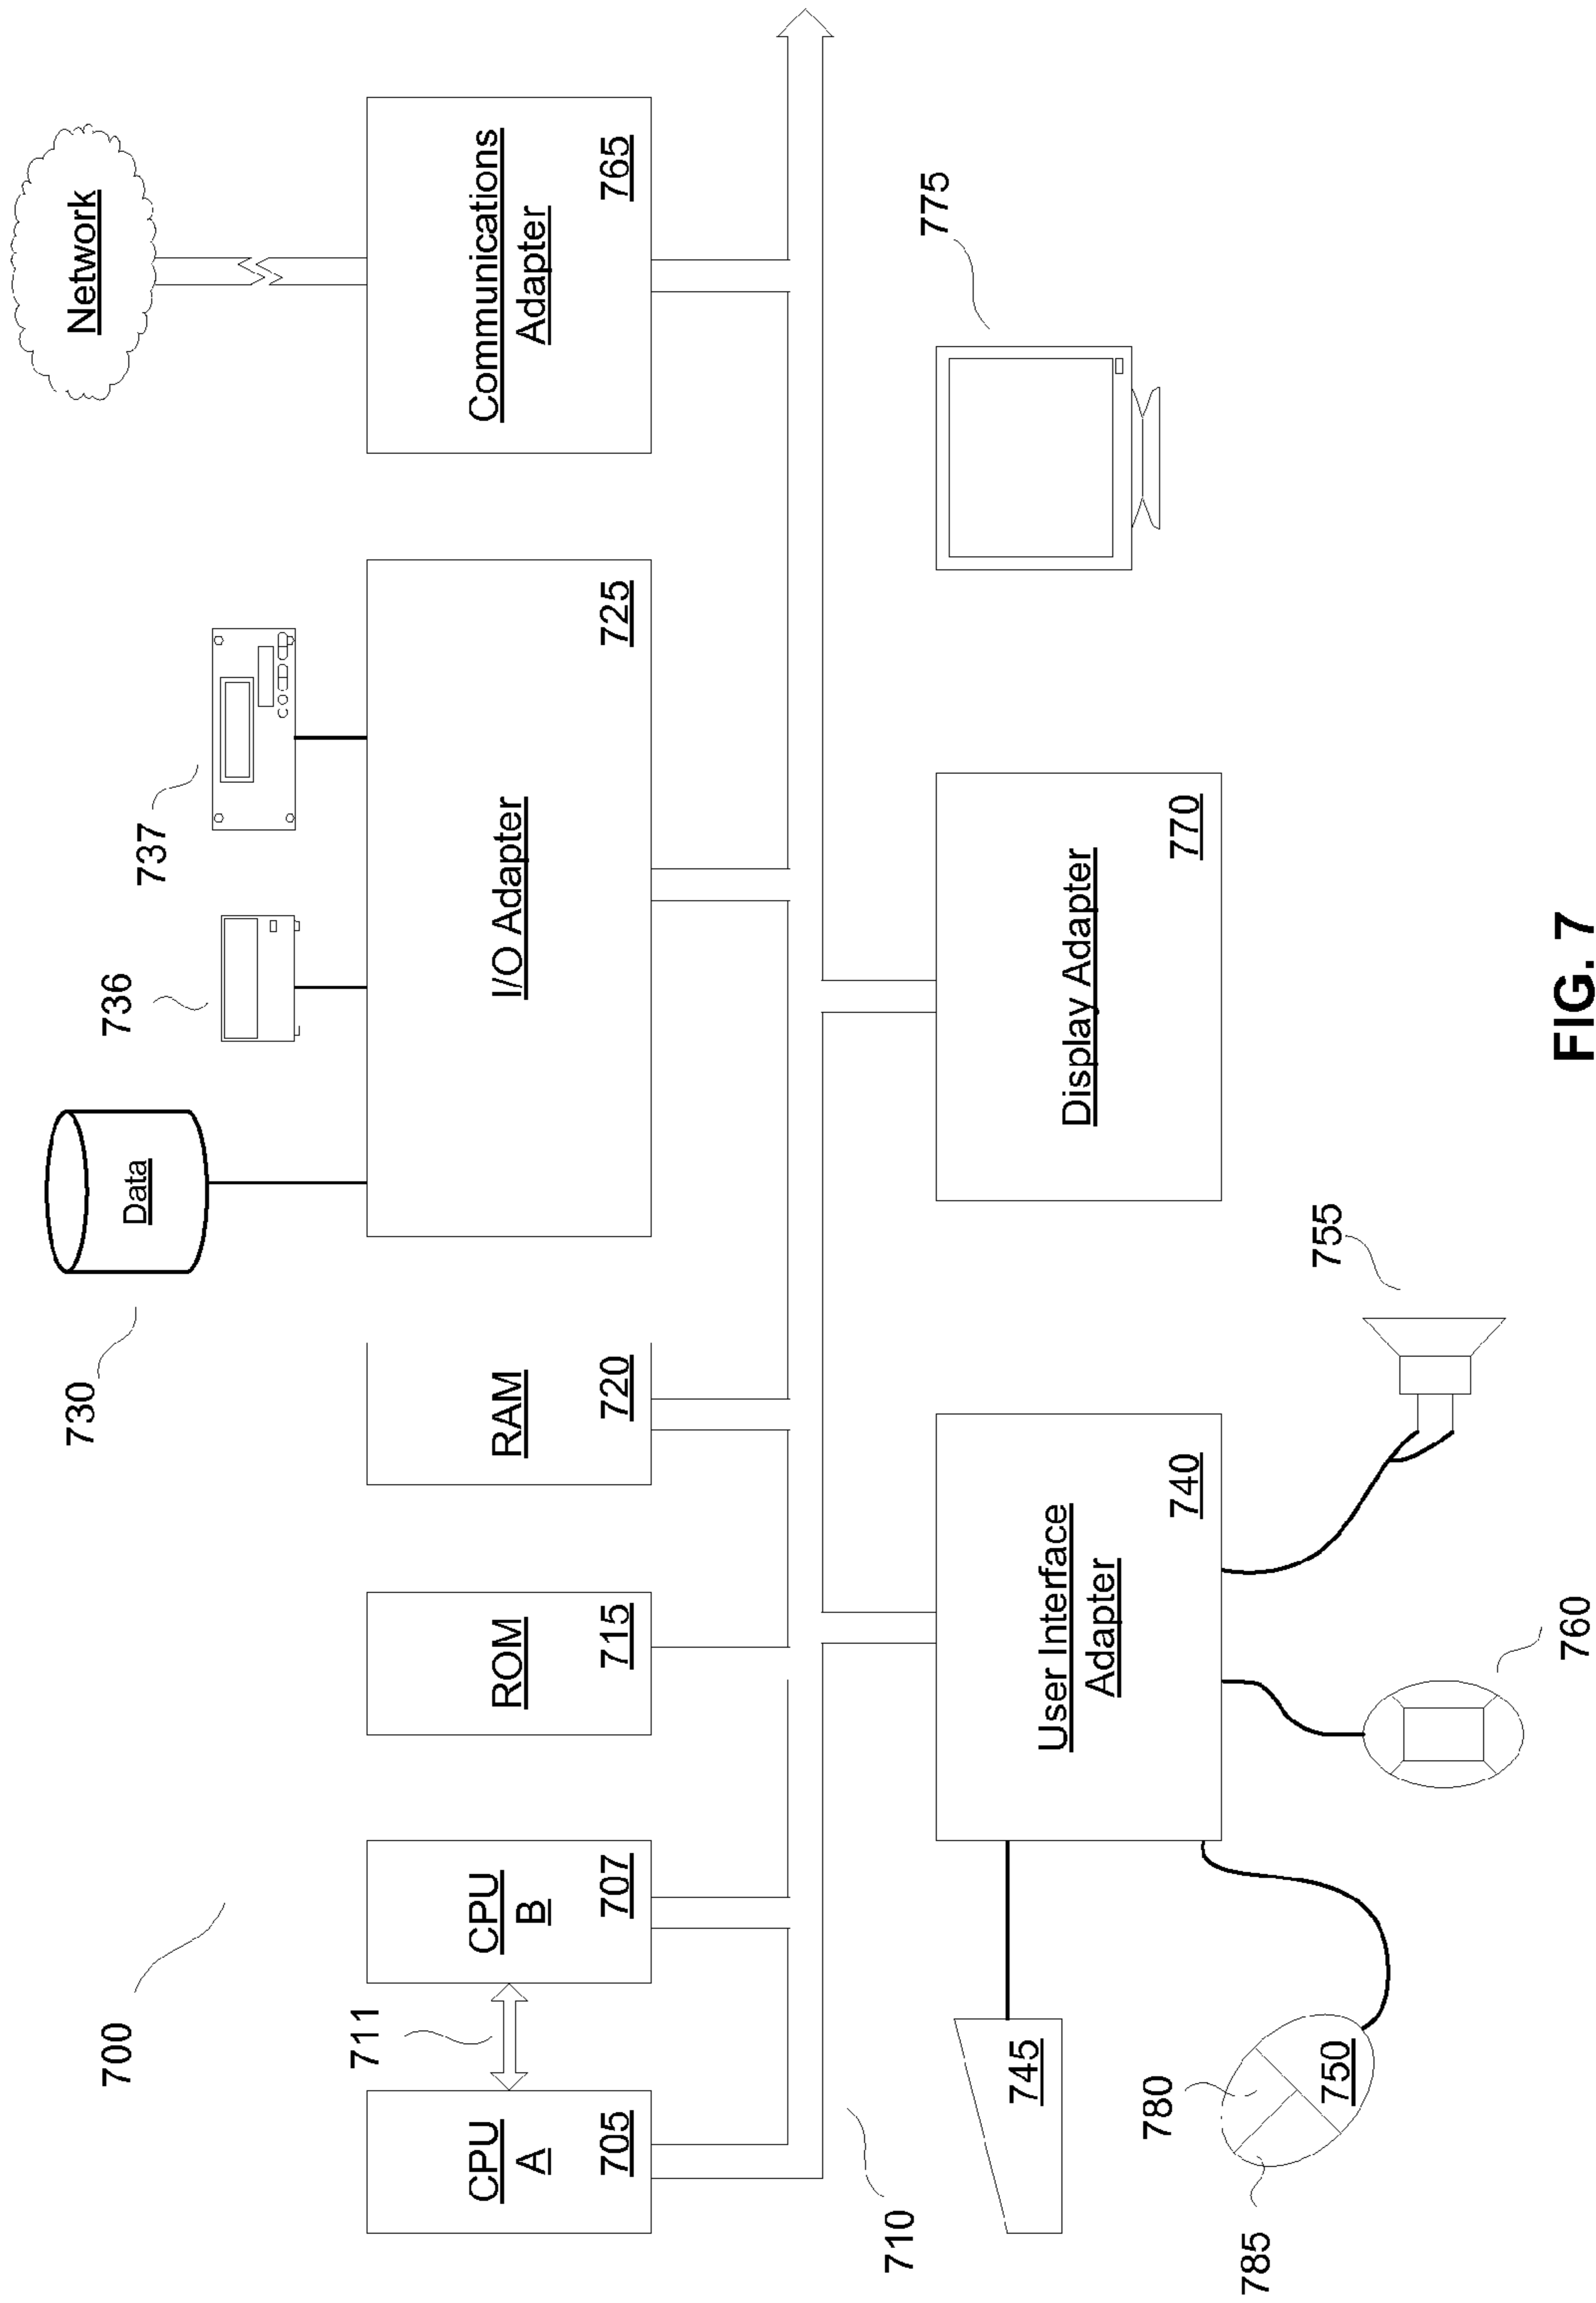 700
730
Data
736
737
Network
CPU
A
705
711
CPU
B
707
ROM
715
RAM
720
I/O Adapter
725
Communications
Adapter
765
710
745
785
780
750
User Interface
Adapter
740
760
755
Display Adapter
770
775
FIG. 7